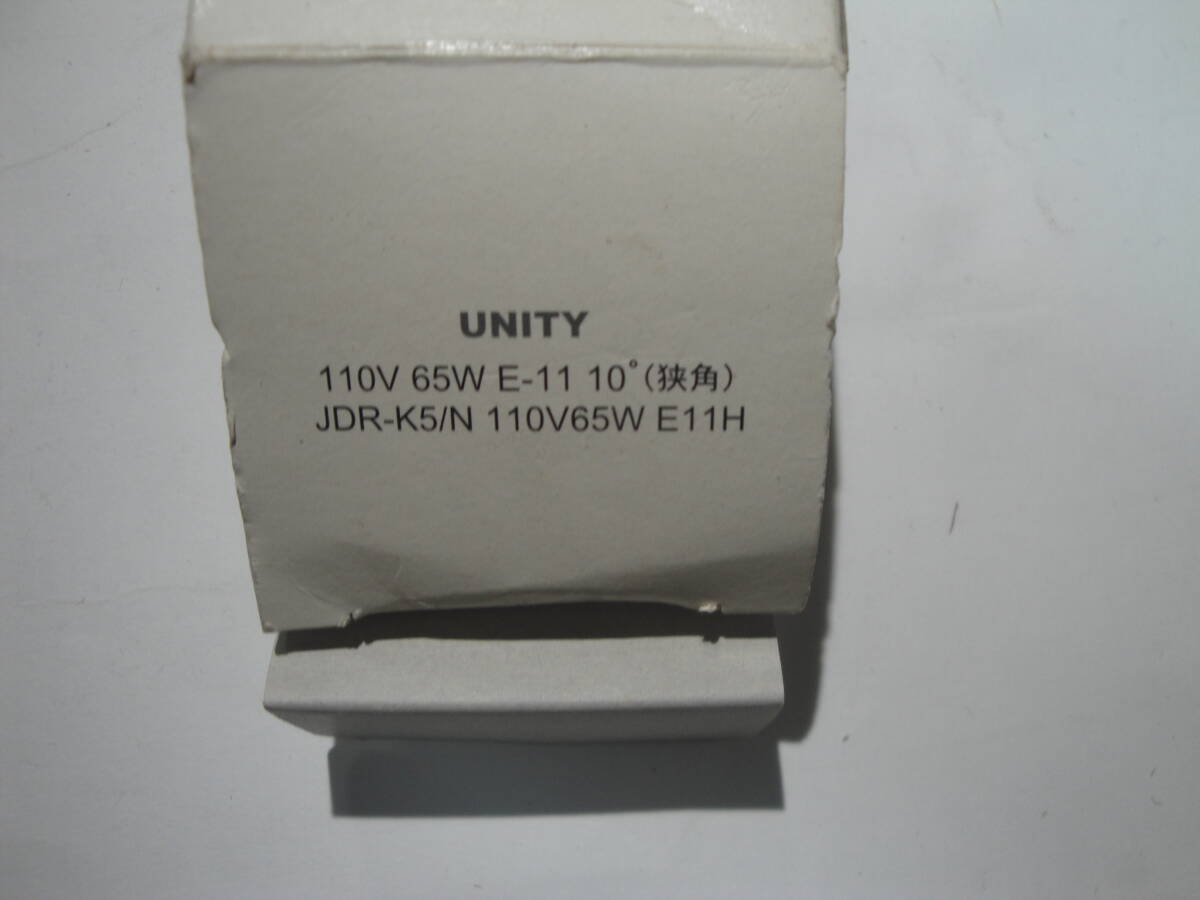 UNITY
110V 65W E-11 10°(狭角)
JDR-K5/N 110V65W E11H